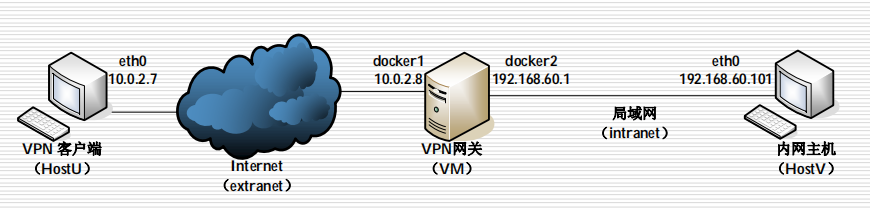 eth0
10.0.2.7
VPN 客户端
（HostU）
Internet
（extranet）
docker1
10.0.2.8
docker2
192.168.60.1
VPN网关
（VM）
局域网
（intranet）
eth0
192.168.60.101
内网主机
（HostV）